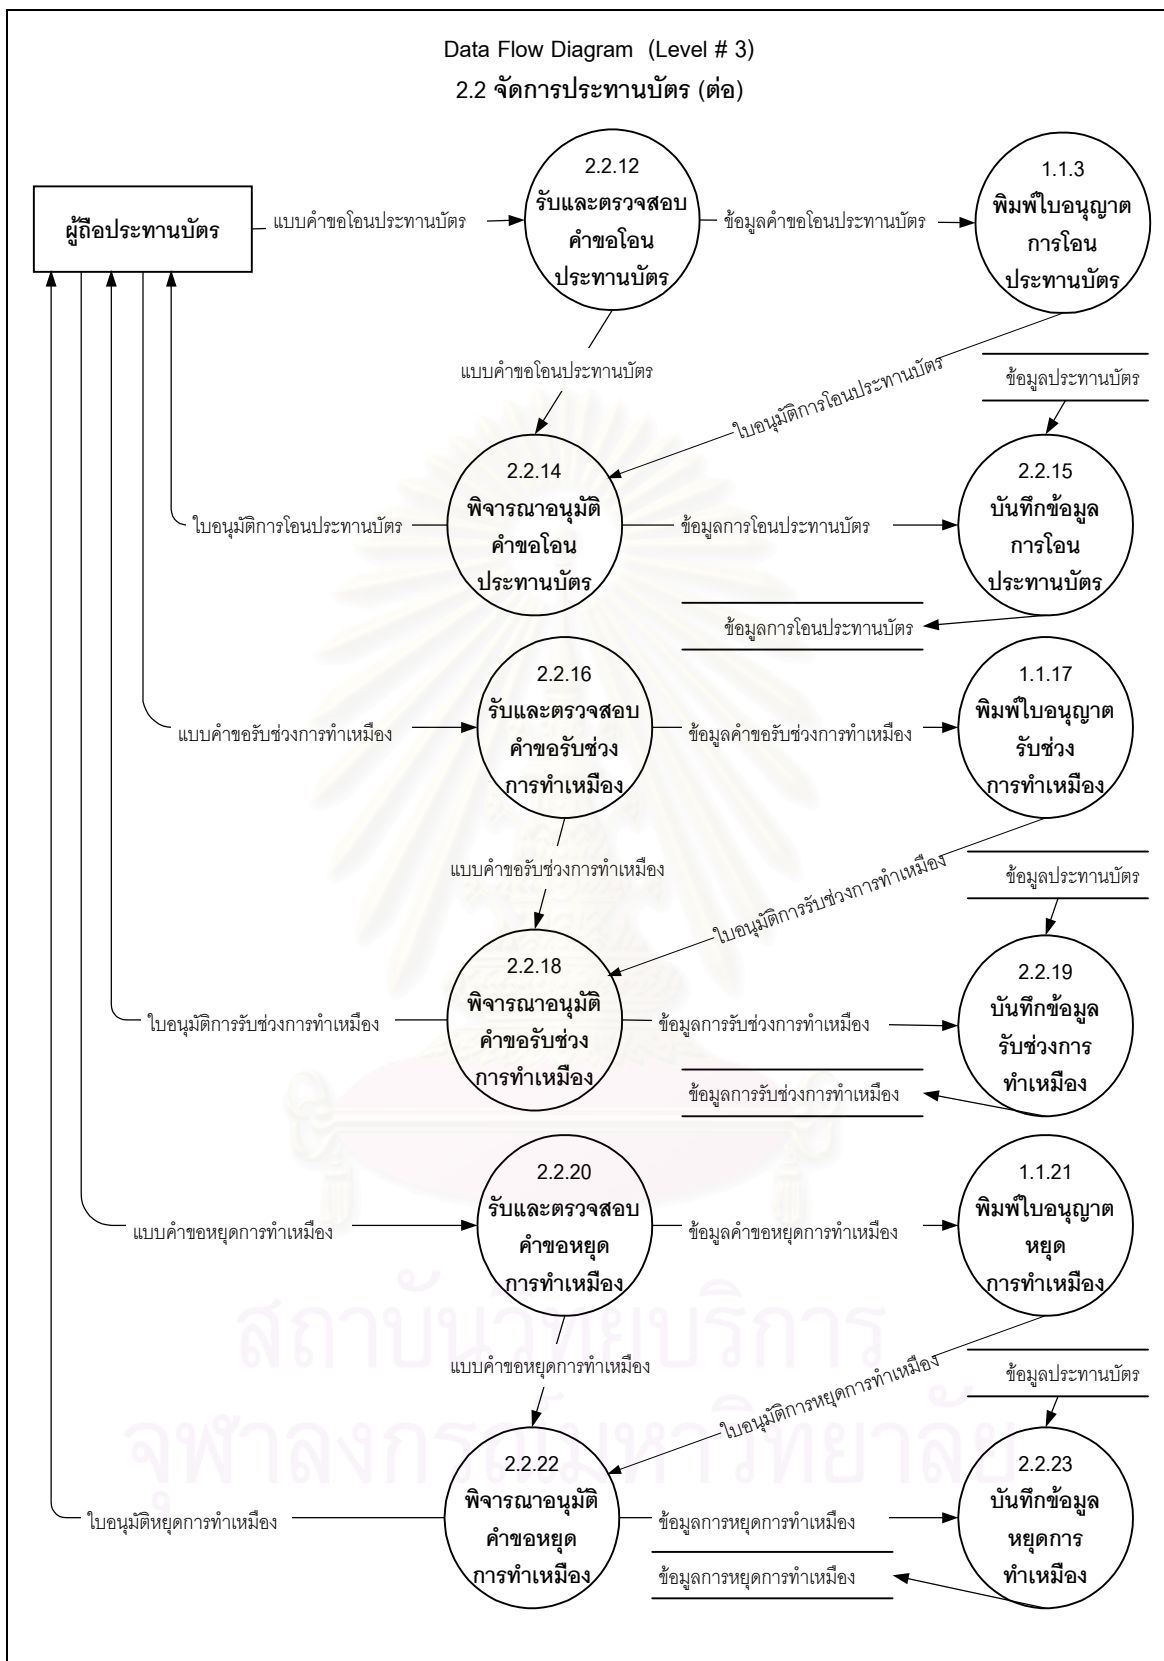 Data Flow Diagram (Level # 3)
2.2 จัดการประทานบัตร (ต่อ)
ผู้ถือประทานบัตร
แบบคำขอโอนประทานบัตร
2.2.12
รับและตรวจสอบ
คำขอโอน
ประทานบัตร
ข้อมูลคำขอโอนประทานบัตร
1.1.3
พิมพ์ใบอนุญาต
การโอน
ประทานบัตร
แบบคำขอโอนประทานบัตร
ใบอนุมัติการโอนประทานบัตร
ข้อมูลประทานบัตร
ใบอนุมัติการโอนประทานบัตร
2.2.14
พิจารณาอนุมัติ
คำขอโอน
ประทานบัตร
ข้อมูลการโอนประทานบัตร
2.2.15
บันทึกข้อมูล
การโอน
ประทานบัตร
ข้อมูลการโอนประทานบัตร
แบบคำขอรับช่วงการทำเหมือง
2.2.16
รับและตรวจสอบ
คำขอรับช่วง
การทำเหมือง
ข้อมูลคำขอรับช่วงการทำเหมือง
1.1.17
พิมพ์ใบอนุญาต
รับช่วง
การทำเหมือง
แบบคำขอรับช่วงการทำเหมือง
ใบอนุมัติการรับช่วงการทำเหมือง
ข้อมูลประทานบัตร
ใบอนุมัติการรับช่วงการทำเหมือง
2.2.18
พิจารณาอนุมัติ
คำขอรับช่วง
การทำเหมือง
ข้อมูลการรับช่วงการทำเหมือง
2.2.19
บันทึกข้อมูล
รับช่วงการ
ทำเหมือง
ข้อมูลการรับช่วงการทำเหมือง
แบบคำขอหยุดการทำเหมือง
2.2.20
รับและตรวจสอบ
คำขอหยุด
การทำเหมือง
ข้อมูลคำขอหยุดการทำเหมือง
1.1.21
พิมพ์ใบอนุญาต
หยุด
การทำเหมือง
สถาบันวิทยบริการ
แบบคำขอหยุดการทำเหมือง
ใบอนุมัติการหยุดการทำเหมือง
ข้อมูลประทานบัตร
จุฬาลงกรณ์มหาวิทยาลัย
ใบอนุมัติหยุดการทำเหมือง
2.2.22
พิจารณาอนุมัติ
คำขอหยุด
การทำเหมือง
ข้อมูลการหยุดการทำเหมือง
2.2.23
บันทึกข้อมูล
หยุดการ
ทำเหมือง
ข้อมูลการหยุดการทำเหมือง